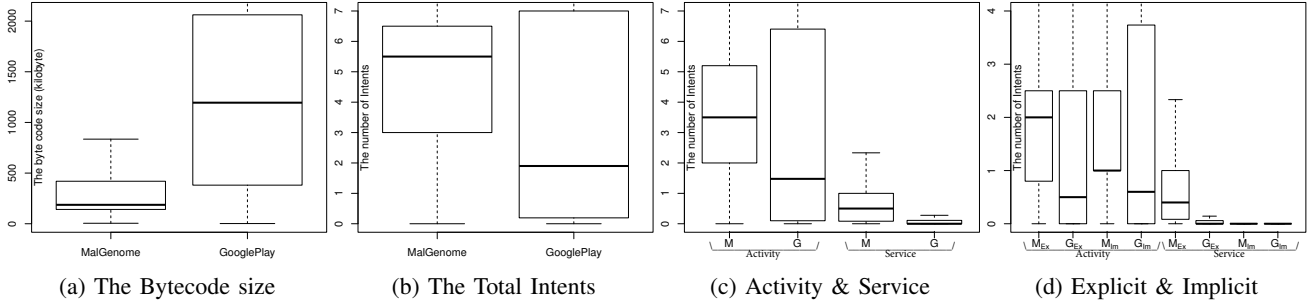 The byte code size (kilobyte)
2000
1500
1000
500
0
MalGenome GooglePlay
(a) The Bytecode size
The number of Intents
7
6
5
4
3
2
1
0
MalGenome GooglePlay
(b) The Total Intents
The number of Intents
7
6
5
4
3
2
1
0
M G M G
Activity Service
(c) Activity & Service
The number of Intents
4
3
2
1
0
M_Ex G_Ex M_Im G_Im M_Ex G_Ex M_Im G_Im
Activity Service
(d) Explicit & Implicit